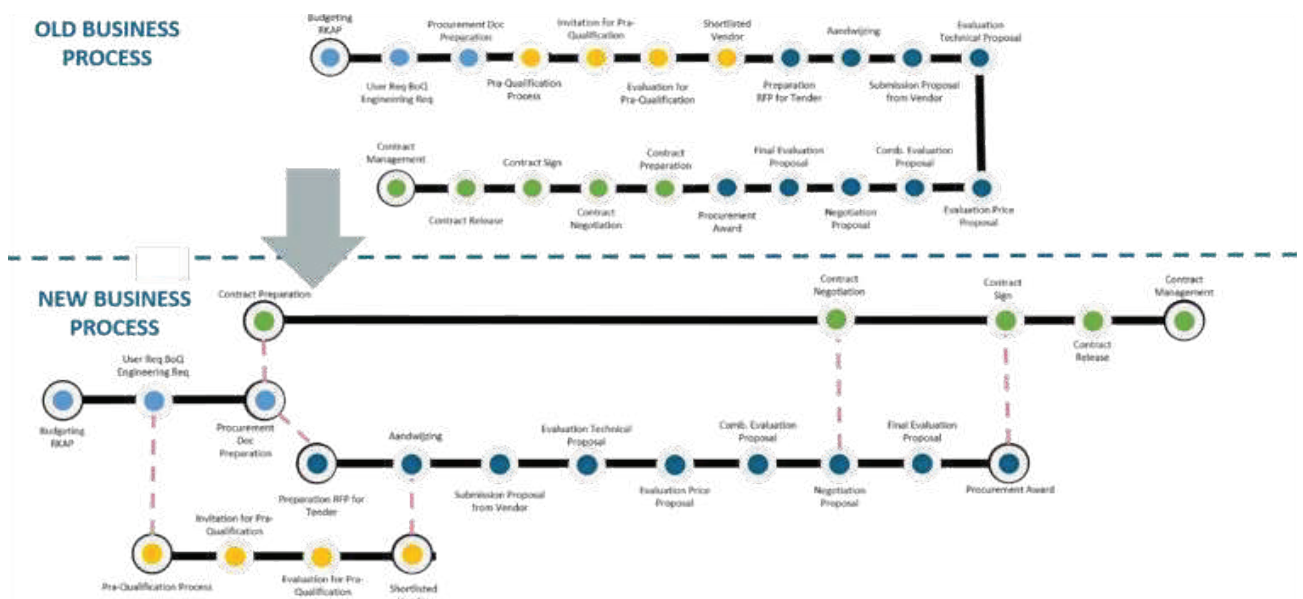 OLD BUSINESS
PROCESS
Budgeting
RKAP
Procurement Doc
Preparation
Invitation for Pra-
Qualification
Shortlisted
Vendor
Aandwijzing
Evaluation
Technical Proposal
User Req BoQ
Engineering Req
Pra-Qualification
Process
Evaluation for
Pra-Qualification
Preparation
RFP for Tender
Submission Proposal
from Vendor
Contract
Management
Contract Sign
Contract
Preparation
Final Evaluation
Proposal
Comb. Evaluation
Proposal
Contract Release
Contract
Negotiation
Procurement
Award
Negotiation
Proposal
Evaluation Price
Proposal
NEW BUSINESS
PROCESS
Contract Preparation
Contract
Negotiation
Contract
Sign
Contract
Management
Contract
Release
User Req BoQ
Engineering Req
Budgeting
RKAP
Procurement
Doc
Preparation
Aandwijzing
Evaluation Technical
Proposal
Comb. Evaluation
Proposal
Final Evaluation
Proposal
Preparation RFP for
Tender
Submission Proposal
from Vendor
Evaluation Price
Proposal
Negotiation
Proposal
Procurement Award
Invitation for Pra-
Qualification
Pra-Qualification Process
Evaluation for Pra-
Qualification
Shortlisted